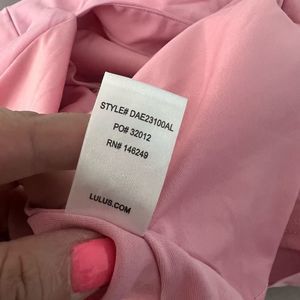 STYLE# DAE23100AL
PO# 32012
RN# 146249
LULUS.COM